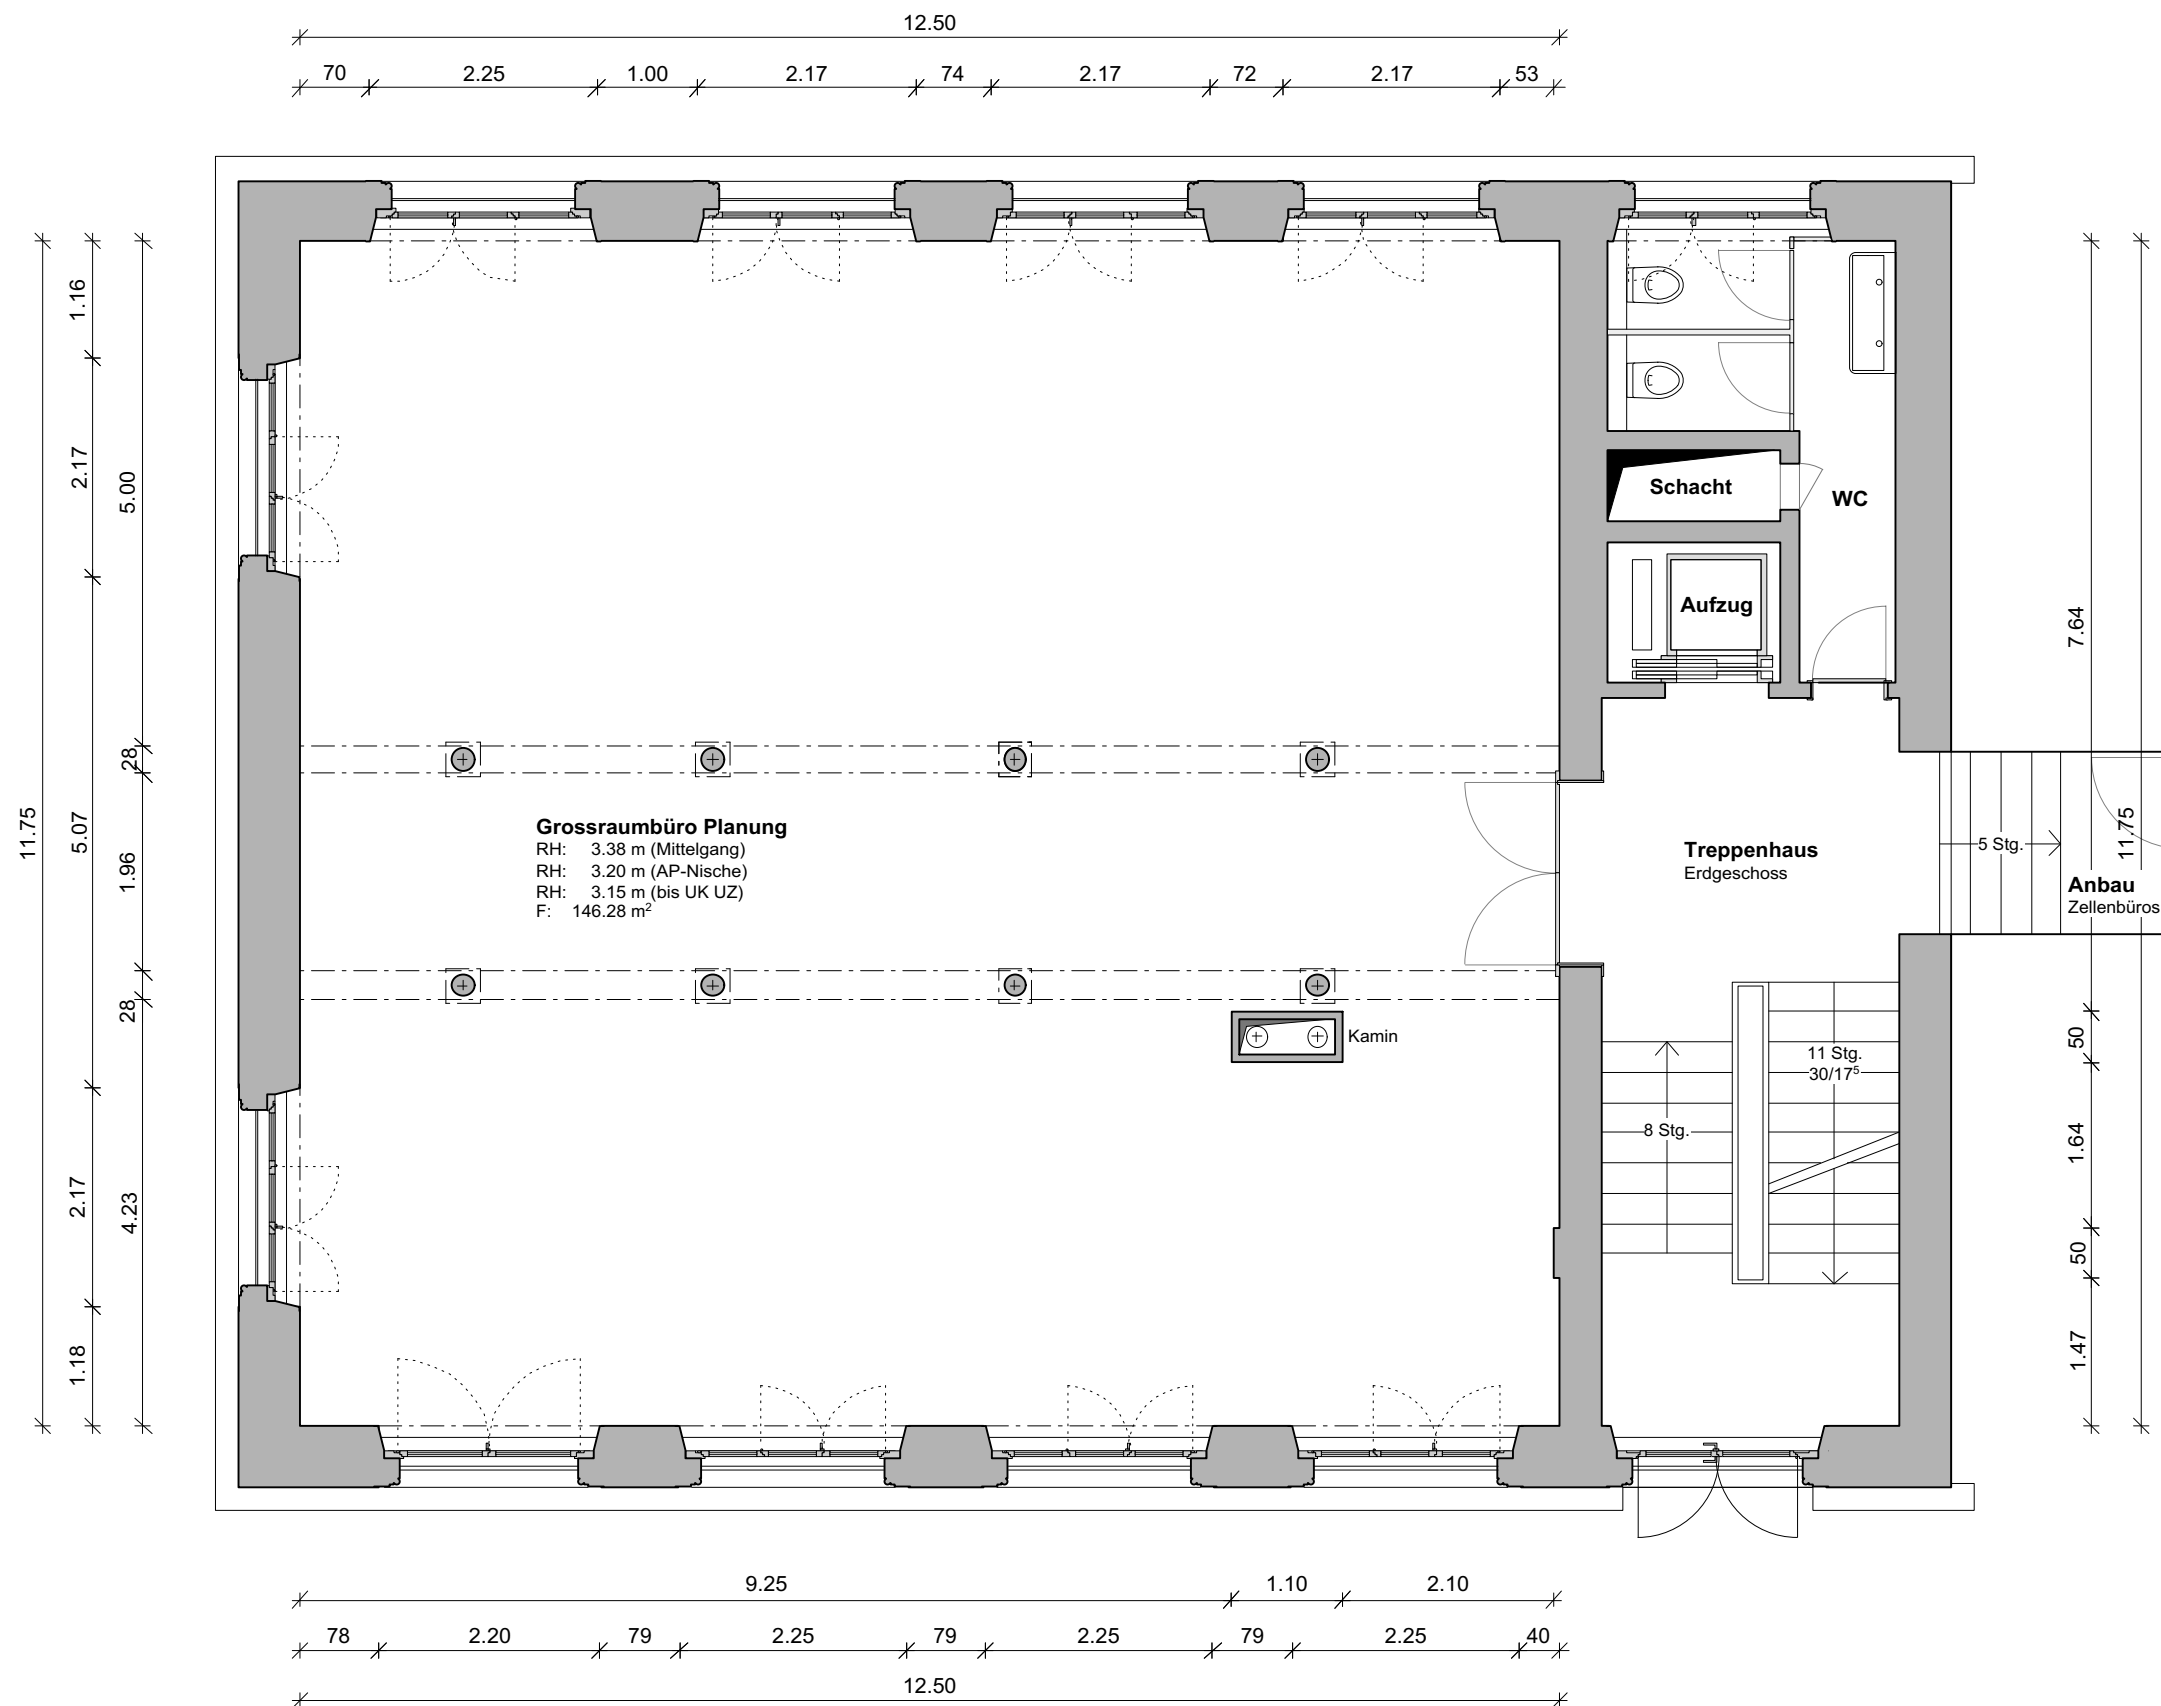 12.50
70 2.25 1.00 2.17 74 2.17 72 2.17 53
11.75
1.16
2.17
5.07
2.17
1.18
5.00
28
1.96
28
4.23
Schacht
WC
Aufzug
Grossraumbüro Planung
RH: 3.38 m (Mittelgang)
RH: 3.20 m (AP-Nische)
RH: 3.15 m (bis UK UZ)
F: 146.28 m²
Kamin
Treppenhaus
Erdgeschoss
5 Stg.
Anbau
Zellenbüros
11 Stg.
30/17⁵
8 Stg.
7.64
50
1.64
50
1.47
11.75
9.25 1.10 2.10
78 2.20 79 2.25 79 2.25 79 2.25 40
12.50